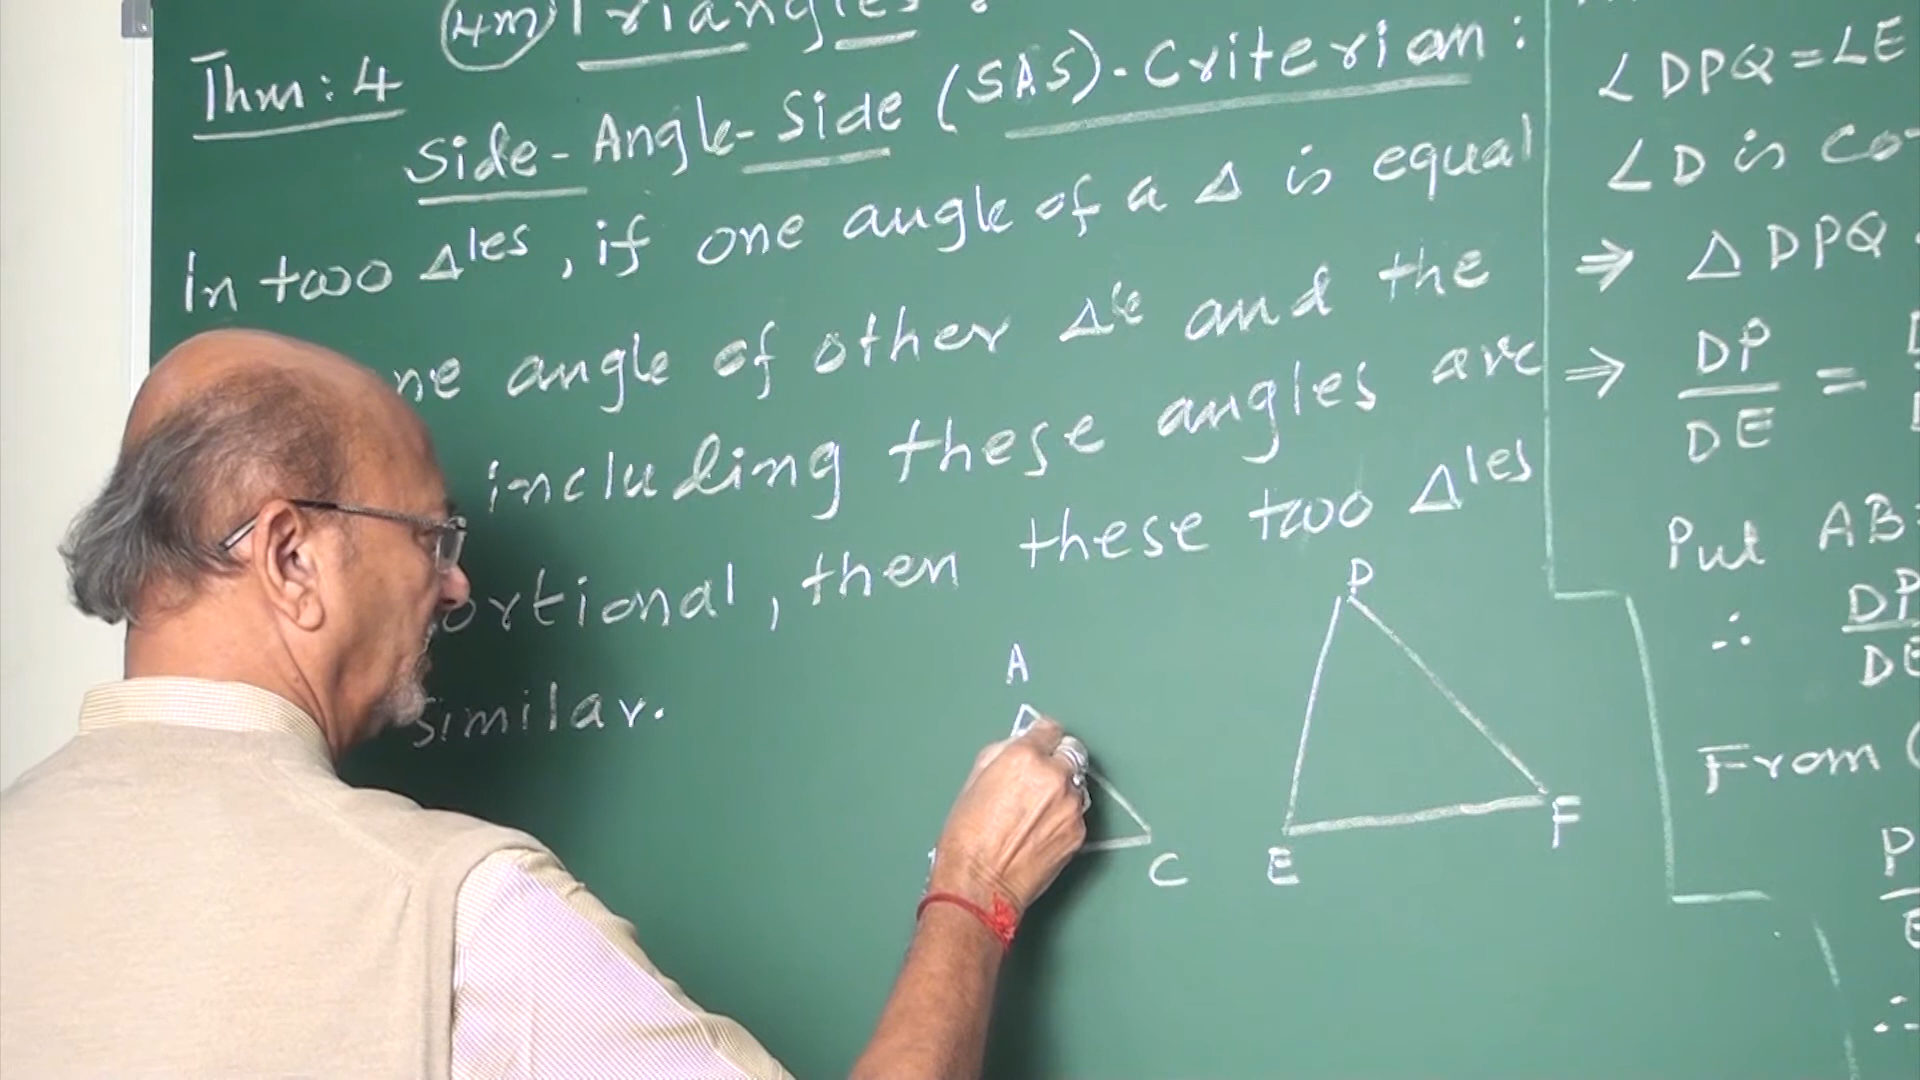 4m Triangles :
Thm : 4
Side - Angle - Side (SAS) - Criteriom :
In two Δles, if one angle of a Δ is equal
ne angle of other Δle and the
including these angles are
ortional, then these two Δles
similar.
A
C
D
E
F
∠DPQ = ∠E
∠D is Co
⇒ Δ DPQ
⇒ DP/DE =
Put AB =
∴ DP/DE
From (
P/E
∴